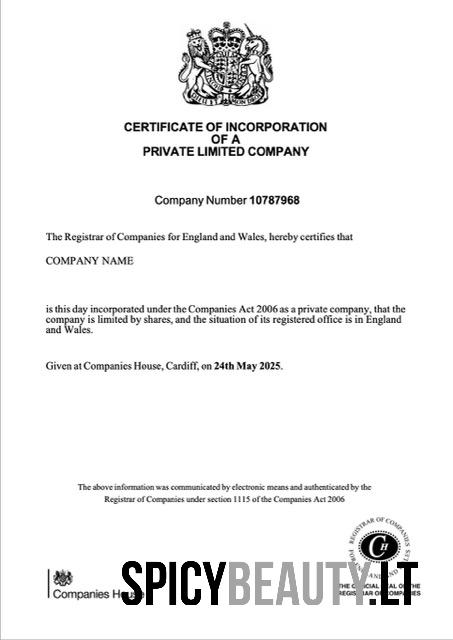 CERTIFICATE OF INCORPORATION
OF A
PRIVATE LIMITED COMPANY
Company Number 10787968
The Registrar of Companies for England and Wales, hereby certifies that
COMPANY NAME
is this day incorporated under the Companies Act 2006 as a private company, that the
company is limited by shares, and the situation of its registered office is in England
and Wales.
Given at Companies House, Cardiff, on 24th May 2025.
The above information was communicated by electronic means and authenticated by the
Registrar of Companies under section 1115 of the Companies Act 2006
REGISTRAR OF COMPANIES
CH
Companies House
THE OFFICIAL SEAL OF THE
REGISTRAR OF COMPANIES
SPICYBEAUTY.LT